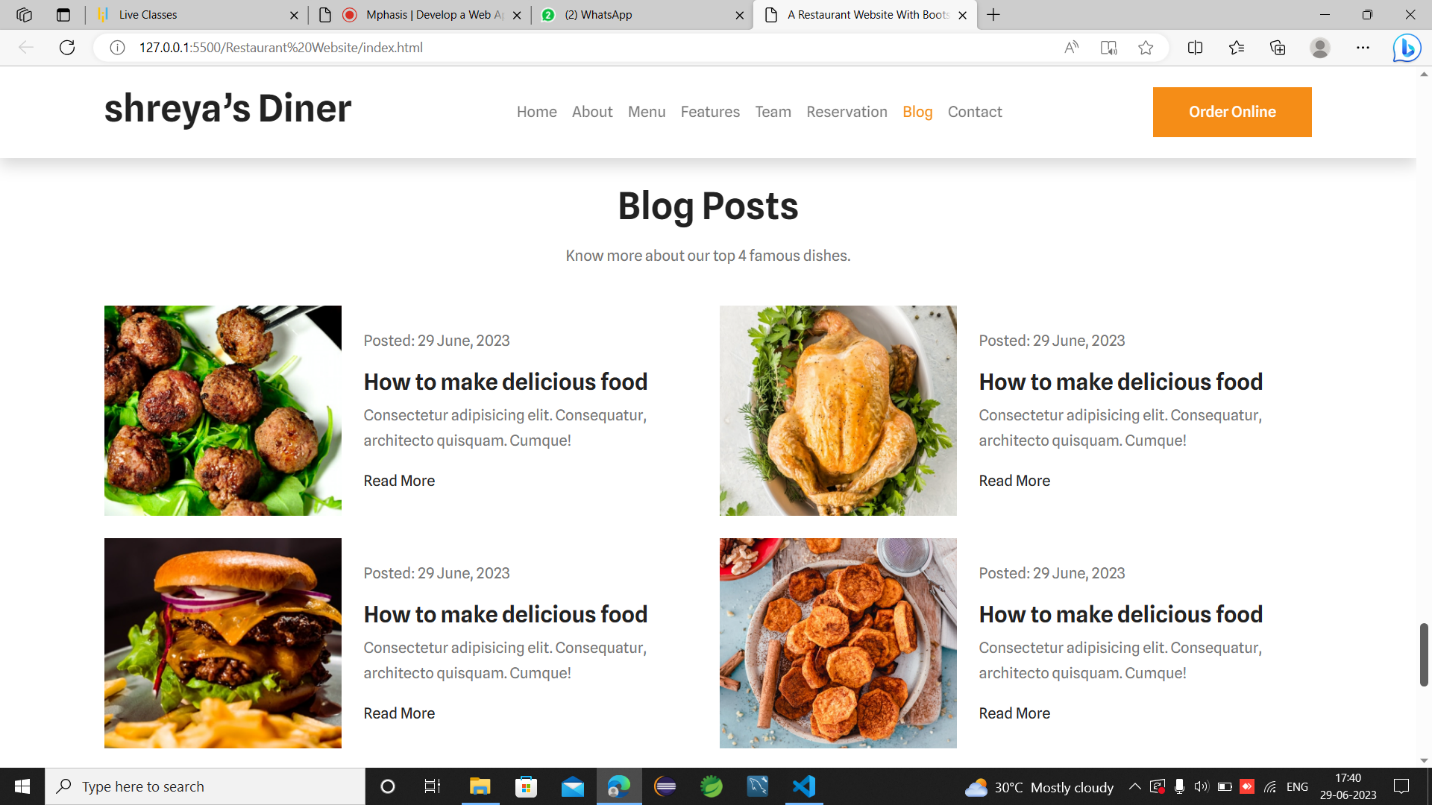 Live Classes
Mphasis | Develop a Web Ap
(2) WhatsApp
A Restaurant Website With Boots
127.0.0.1:5500/Restaurant%20Website/index.html
shreya’s Diner
Home About Menu Features Team Reservation Blog Contact
Order Online
Blog Posts
Know more about our top 4 famous dishes.
Posted: 29 June, 2023
How to make delicious food
Consectetur adipisicing elit. Consequatur,
architecto quisquam. Cumque!
Read More
Posted: 29 June, 2023
How to make delicious food
Consectetur adipisicing elit. Consequatur,
architecto quisquam. Cumque!
Read More
Posted: 29 June, 2023
How to make delicious food
Consectetur adipisicing elit. Consequatur,
architecto quisquam. Cumque!
Read More
Posted: 29 June, 2023
How to make delicious food
Consectetur adipisicing elit. Consequatur,
architecto quisquam. Cumque!
Read More
Type here to search
30°C Mostly cloudy
ENG
17:40
29-06-2023